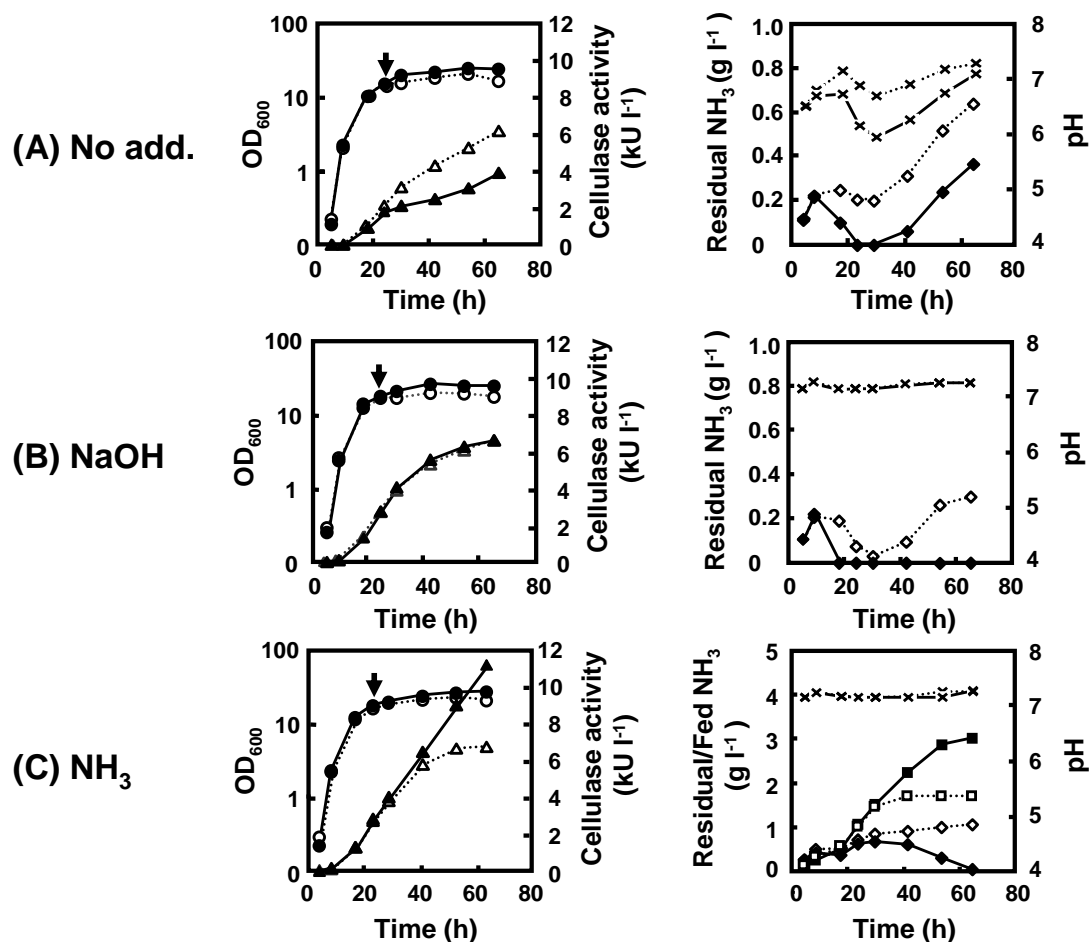 (A) No add.
OD600
100
10
1
0
12
10
8
6
4
2
0
Cellulase activity
(kU l-1)
0 20 40 60 80
Time (h)
Residual NH3 (g l-1)
1.0
0.8
0.6
0.4
0.2
0
8
7
6
5
4
pH
0 20 40 60 80
Time (h)
(B) NaOH
OD600
100
10
1
0
12
10
8
6
4
2
0
Cellulase activity
(kU l-1)
0 20 40 60 80
Time (h)
Residual NH3 (g l-1)
1.0
0.8
0.6
0.4
0.2
0
8
7
6
5
4
pH
0 20 40 60 80
Time (h)
(C) NH3
OD600
100
10
1
0
12
10
8
6
4
2
0
Cellulase activity
(kU l-1)
0 20 40 60 80
Time (h)
Residual/Fed NH3
(g l-1)
5
4
3
2
1
0
8
7
6
5
4
pH
0 20 40 60 80
Time (h)